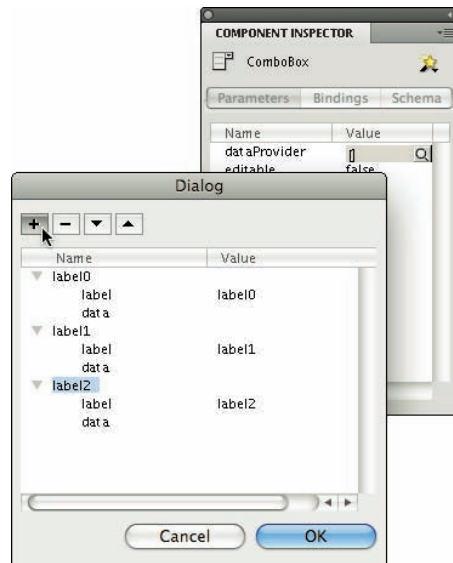 COMPONENT INSPECTOR
ComboBox
Parameters Bindings Schema
Name Value
dataProvider []
editable false
Dialog
+ −
Name Value
label0
label label0
data
label1
label label1
data
label2
label label2
data
Cancel OK